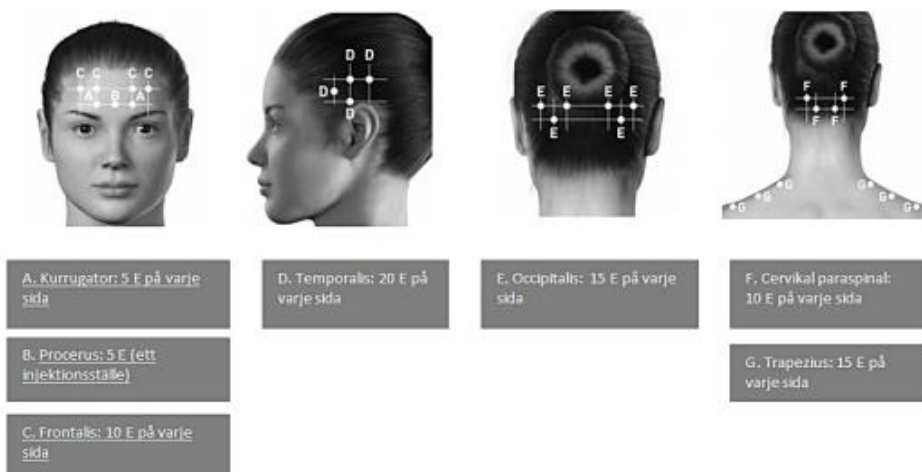 C C C C
A B A
D D
D
D
E E E E
E E
F F
F F
G G
G G
G G
A. Kurrugator: 5 E på varje
sida
B. Procerus: 5 E (ett
injektionsställe)
C. Frontalis: 10 E på varje
sida
D. Temporalis: 20 E på
varje sida
E. Occipitalis: 15 E på varje
sida
F. Cervikal paraspinal:
10 E på varje sida
G. Trapezius: 15 E på
varje sida